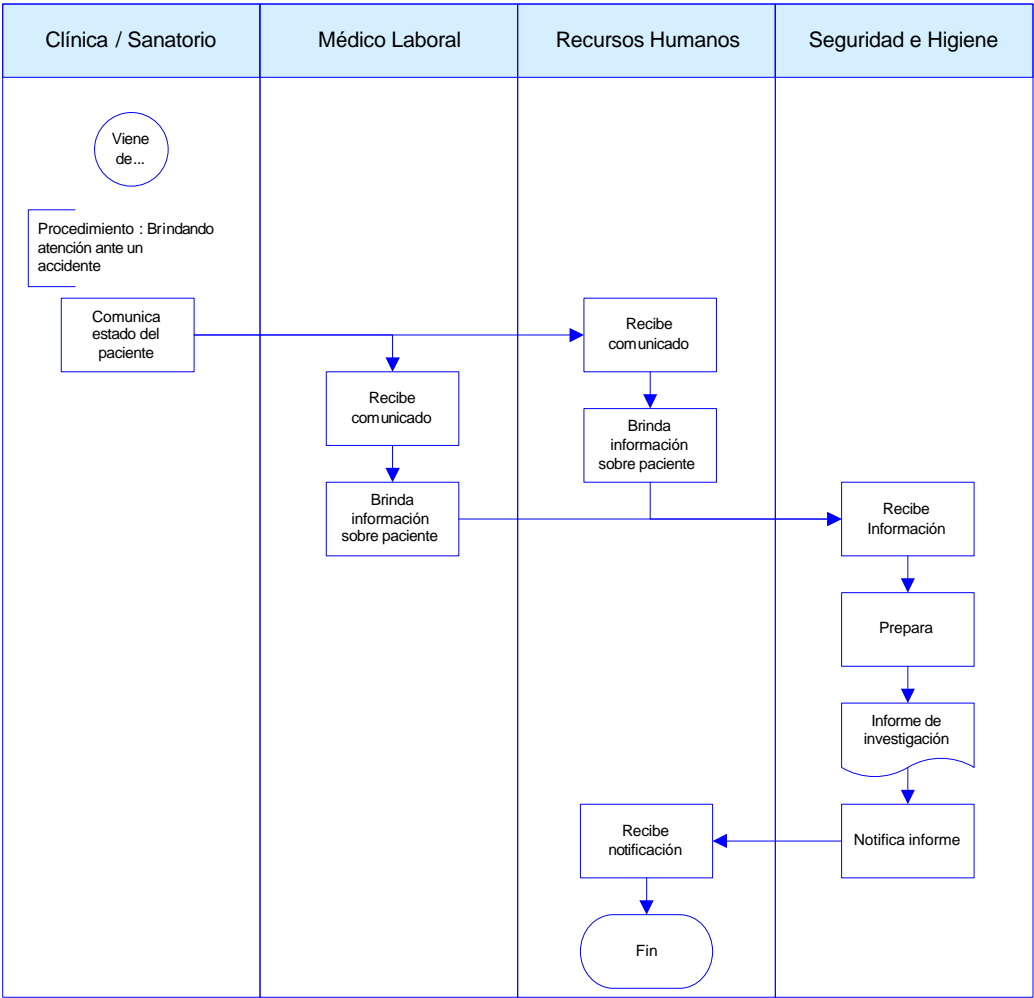 Clínica / Sanatorio
Médico Laboral
Recursos Humanos
Seguridad e Higiene
Viene
de...
Procedimiento : Brindando
atención ante un
accidente
Comunica
estado del
paciente
Recibe
comunicado
Recibe
comunicado
Brinda
información
sobre paciente
Brinda
información
sobre paciente
Recibe
Información
Prepara
Informe de
investigación
Notifica informe
Recibe
notificación
Fin